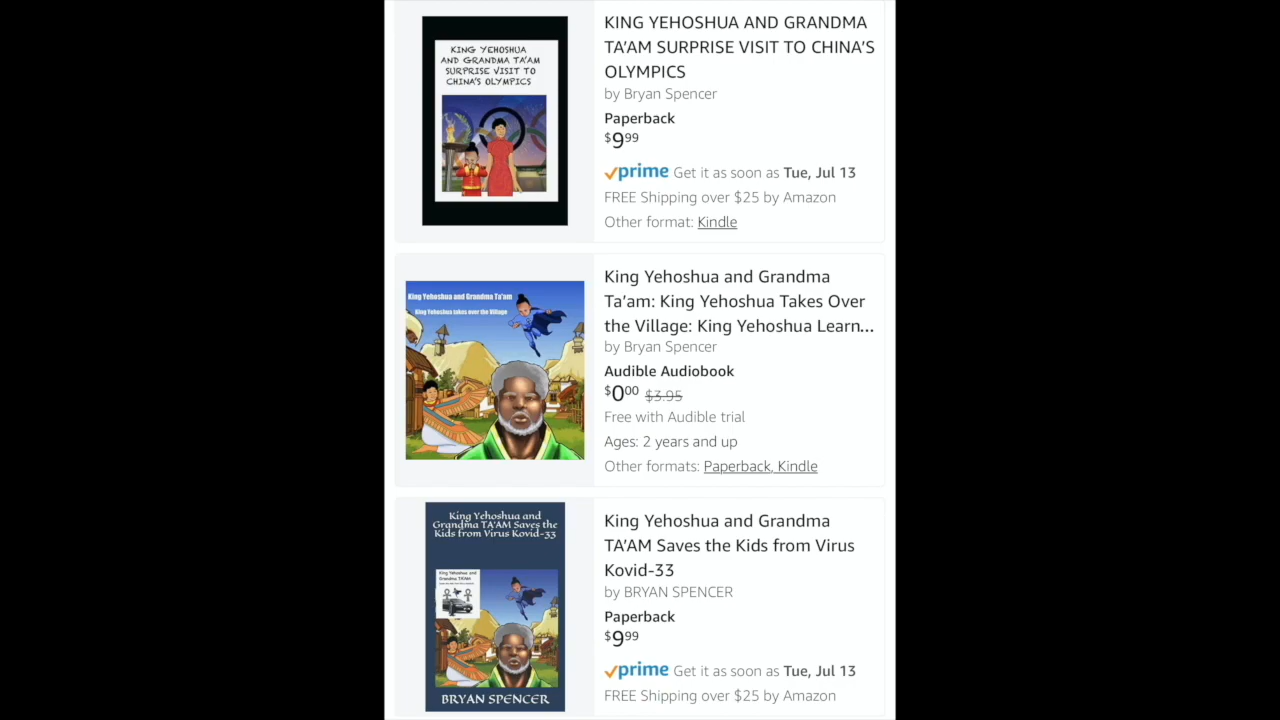 KING YEHOSHUA
AND GRANDMA TA'AM
SURPRISE VISIT TO
CHINA'S OLYMPICS
KING YEHOSHUA AND GRANDMA
TA'AM SURPRISE VISIT TO CHINA'S
OLYMPICS
by Bryan Spencer
Paperback
$9.99
prime Get it as soon as Tue, Jul 13
FREE Shipping over $25 by Amazon
Other format: Kindle
King Yehoshua and Grandma Ta'am
King Yehoshua takes over the Village
King Yehoshua and Grandma
Ta'am: King Yehoshua Takes Over
the Village: King Yehoshua Learn...
by Bryan Spencer
Audible Audiobook
$0.00 $3.95
Free with Audible trial
Ages: 2 years and up
Other formats: Paperback, Kindle
King Yehoshua and
Grandma TA'AM Saves the
Kids from Virus Kovid-33
King Yehoshua and
Grandma TA'AM
BRYAN SPENCER
King Yehoshua and Grandma
TA'AM Saves the Kids from Virus
Kovid-33
by BRYAN SPENCER
Paperback
$9.99
prime Get it as soon as Tue, Jul 13
FREE Shipping over $25 by Amazon